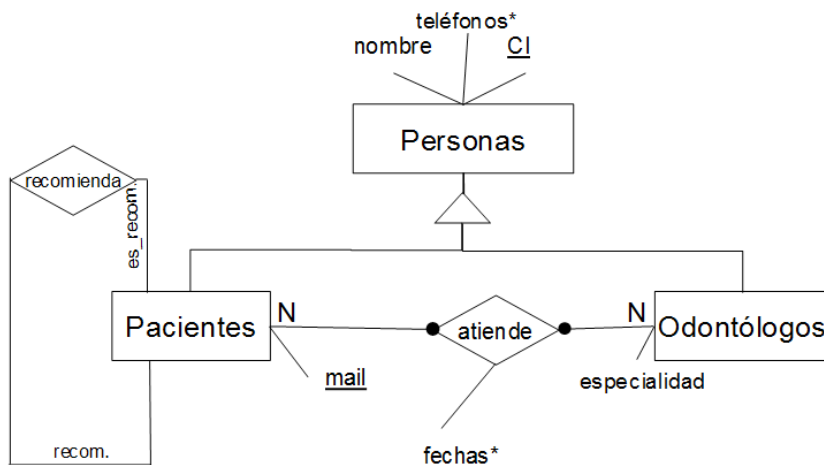 teléfonos*
nombre
CI
Personas
recomienda
es_recom.
Pacientes
N
atiende
N
Odontólogos
mail
especialidad
recom.
fechas*